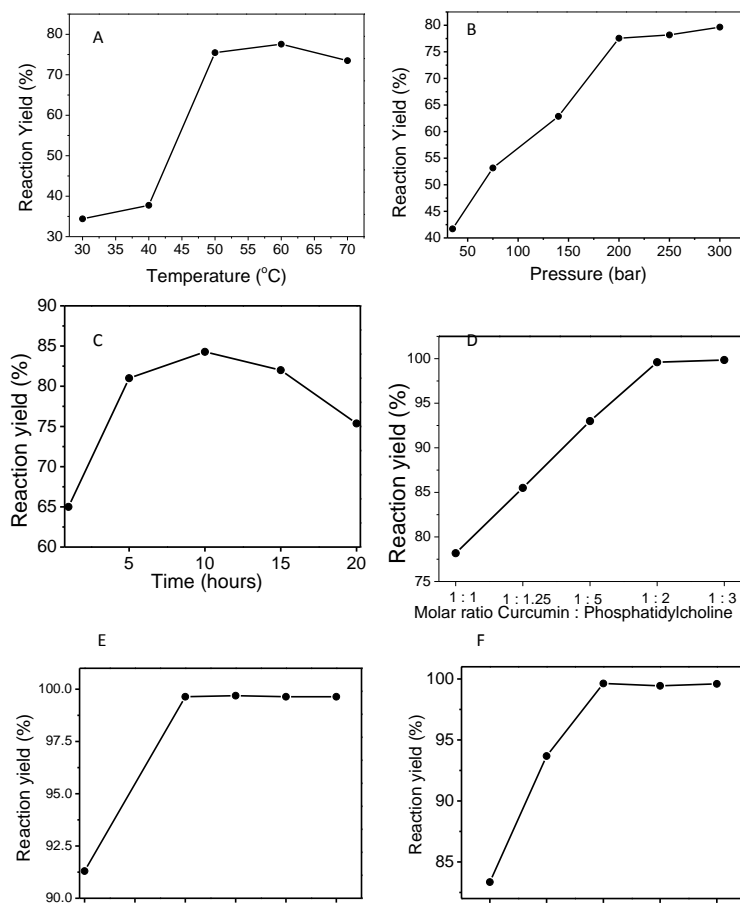 A
Reaction Yield (%)
80
70
60
50
40
30
30 35 40 45 50 55 60 65 70
Temperature (°C)
B
Reaction Yield (%)
80
75
70
65
60
55
50
45
40
50 100 150 200 250 300
Pressure (bar)
C
Reaction yield (%)
90
85
80
75
70
65
60
5 10 15 20
Time (hours)
D
Reaction yield (%)
100
95
90
85
80
75
1 : 1 1 : 1.25 1 : 5 1 : 2 1 : 3
Molar ratio Curcumin : Phosphatidylcholine
E
Reaction yield (%)
100.0
97.5
95.0
92.5
90.0
F
Reaction yield (%)
100
95
90
85